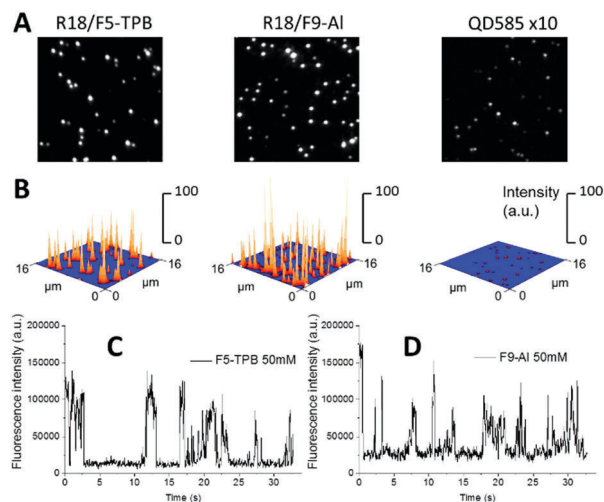 A R18/F5-TPB R18/F9-Al QD585 x10
B 100 0 100 0 Intensity (a.u.) 100 0
16 µm 0 0 µm 16
16 µm 0 0 µm 16
16 µm 0 0 µm 16
C
Fluorescence intensity (a.u.)
200000
150000
100000
50000
0
F5-TPB 50mM
0 5 10 15 20 25 30
Time (s)
D
Fluorescence intensity (a.u.)
200000
150000
100000
50000
0
F9-Al 50mM
0 5 10 15 20 25 30
Time (s)